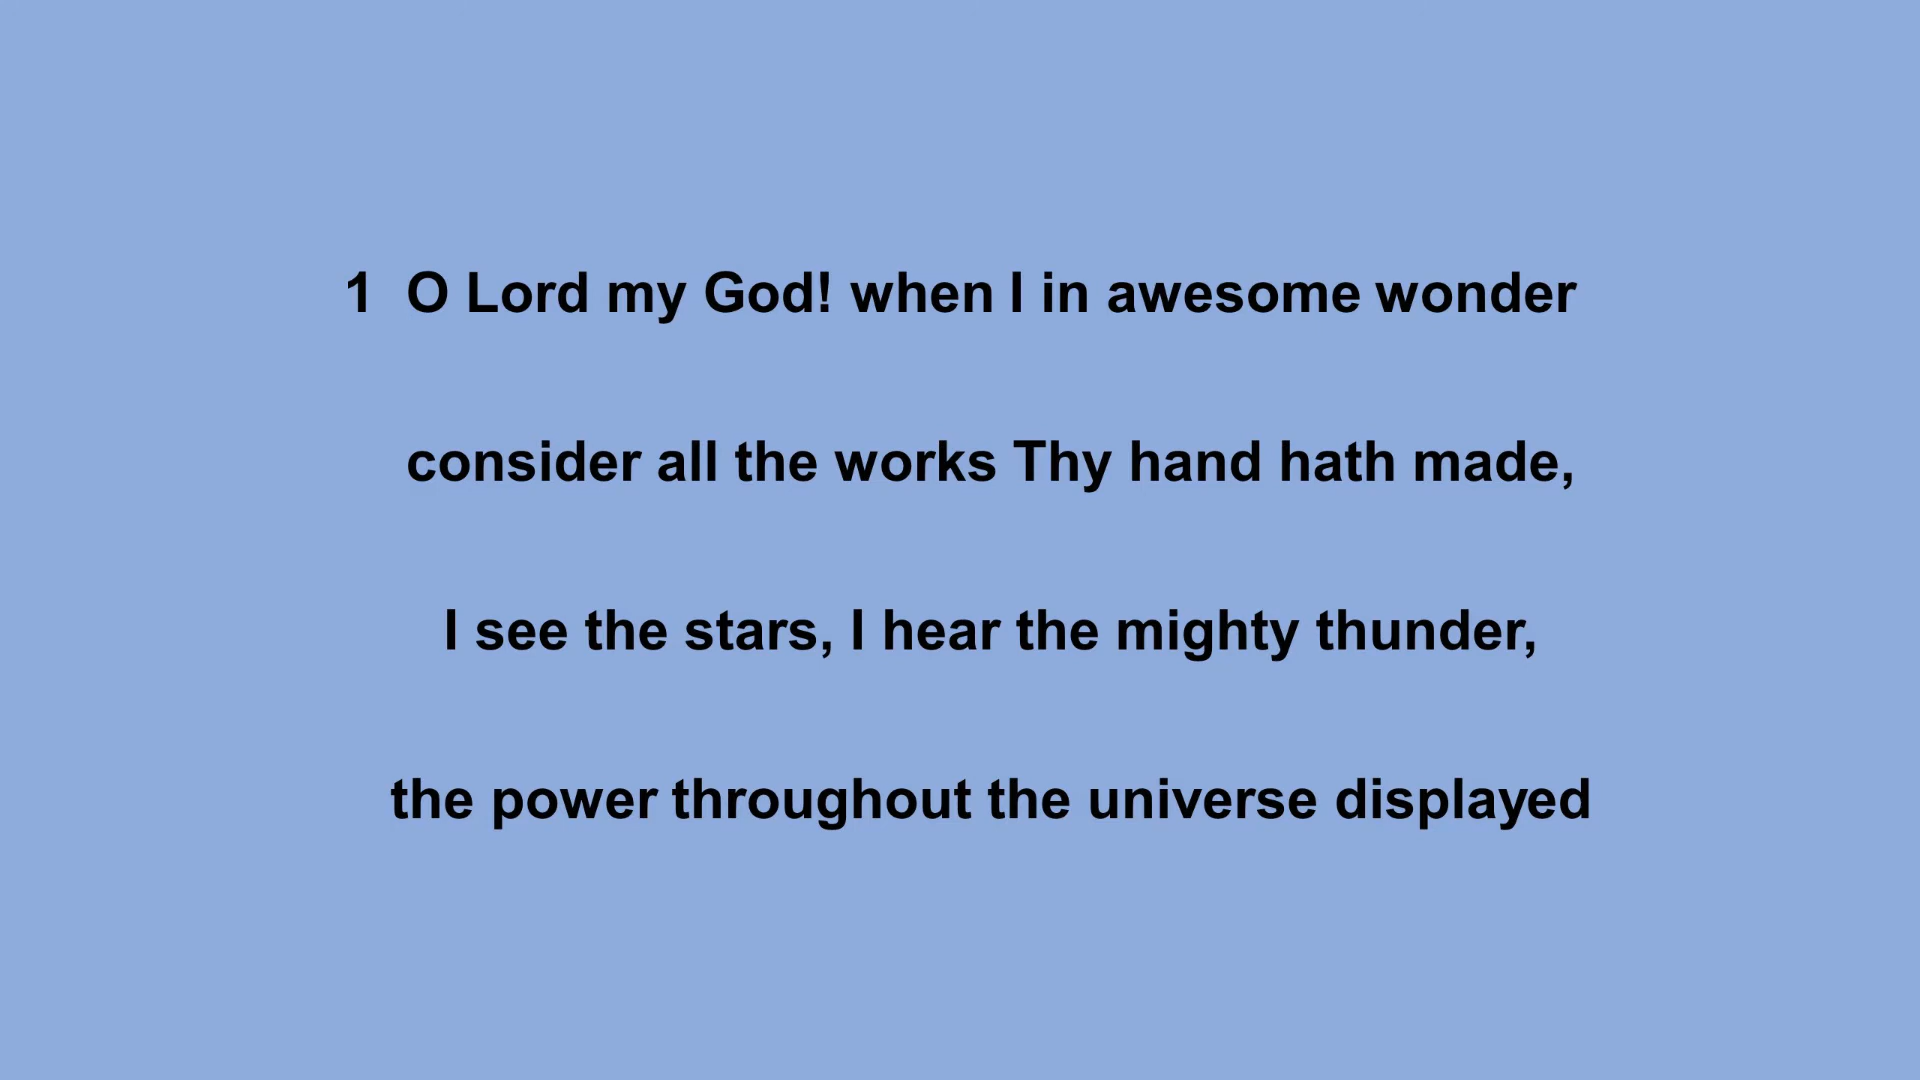 1 O Lord my God! when I in awesome wonder
consider all the works Thy hand hath made,
I see the stars, I hear the mighty thunder,
the power throughout the universe displayed